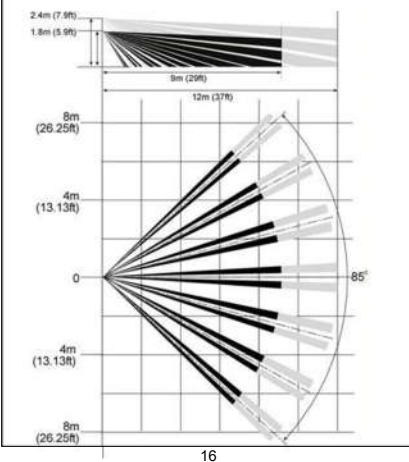 2.4m (7.9ft)
1.8m (5.9ft)
9m (29ft)
12m (37ft)
8m
(26.25ft)
4m
(13.13ft)
0
85°
4m
(13.13ft)
8m
(26.25ft)
16